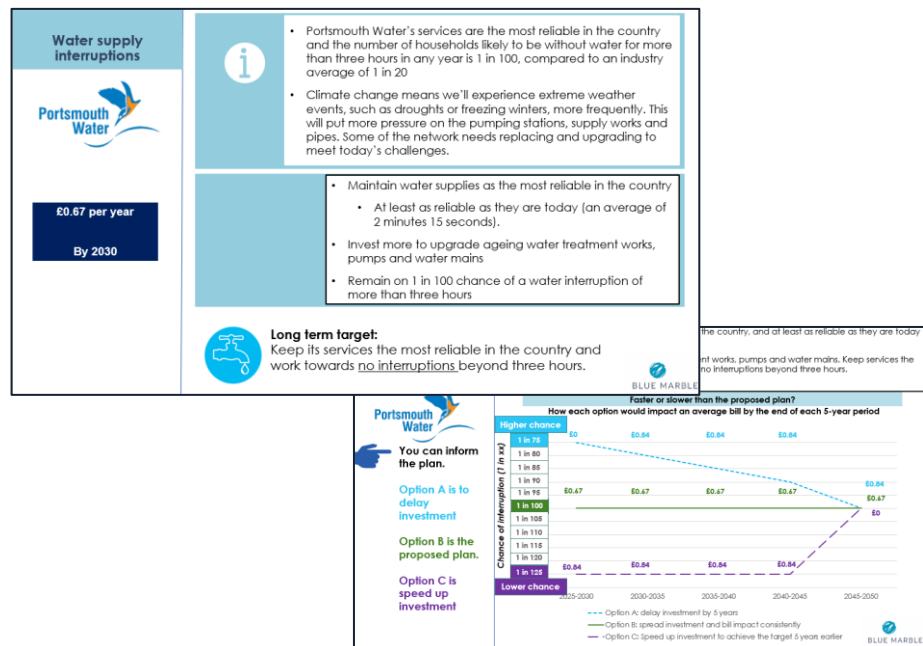 Water supply
interruptions
Portsmouth
Water
£0.67 per year
By 2030
i
• Portsmouth Water's services are the most reliable in the country
and the number of households likely to be without water for more
than three hours in any year is 1 in 100, compared to an industry
average of 1 in 20
• Climate change means we'll experience extreme weather
events, such as droughts or freezing winters, more frequently. This
will put more pressure on the pumping stations, supply works and
pipes. Some of the network needs replacing and upgrading to
meet today's challenges.
• Maintain water supplies as the most reliable in the country
• At least as reliable as they are today (an average of
2 minutes 15 seconds).
• Invest more to upgrade ageing water treatment works,
pumps and water mains
• Remain on 1 in 100 chance of a water interruption of
more than three hours
Long term target:
Keep its services the most reliable in the country and
work towards no interruptions beyond three hours.
BLUE MARBLE
the country, and at least as reliable as they are today
ent works, pumps and water mains. Keep services the
no interruptions beyond three hours.
Portsmouth
Water
You can inform
the plan.
Option A is to
delay
investment
Option B is the
proposed plan.
Option C is
speed up
investment
Faster or slower than the proposed plan?
How each option would impact an average bill by the end of each 5-year period
Chance of interruption (1 in xx)
Higher chance
1 in 75
1 in 80
1 in 85
1 in 90
1 in 95
1 in 100
1 in 105
1 in 110
1 in 115
1 in 120
1 in 125
Lower chance
£0 £0.84 £0.84 £0.84
£0.84
£0.67 £0.67 £0.67 £0.67 £0.67
£0
£0.84 £0.84 £0.84 £0.84
2025-2030 2030-2035 2035-2040 2040-2045 2045-2050
Option A: delay investment by 5 years
Option B: spread investment and bill impact consistently
Option C: Speed up investment to achieve the target 5 years earlier
BLUE MARBLE